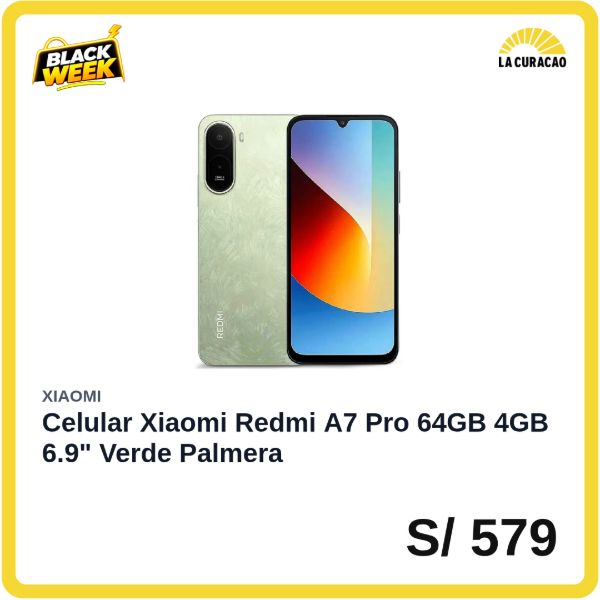 BLACK
WEEK
LA CURACAO
REDMI
XIAOMI
Celular Xiaomi Redmi A7 Pro 64GB 4GB
6.9" Verde Palmera
S/ 579